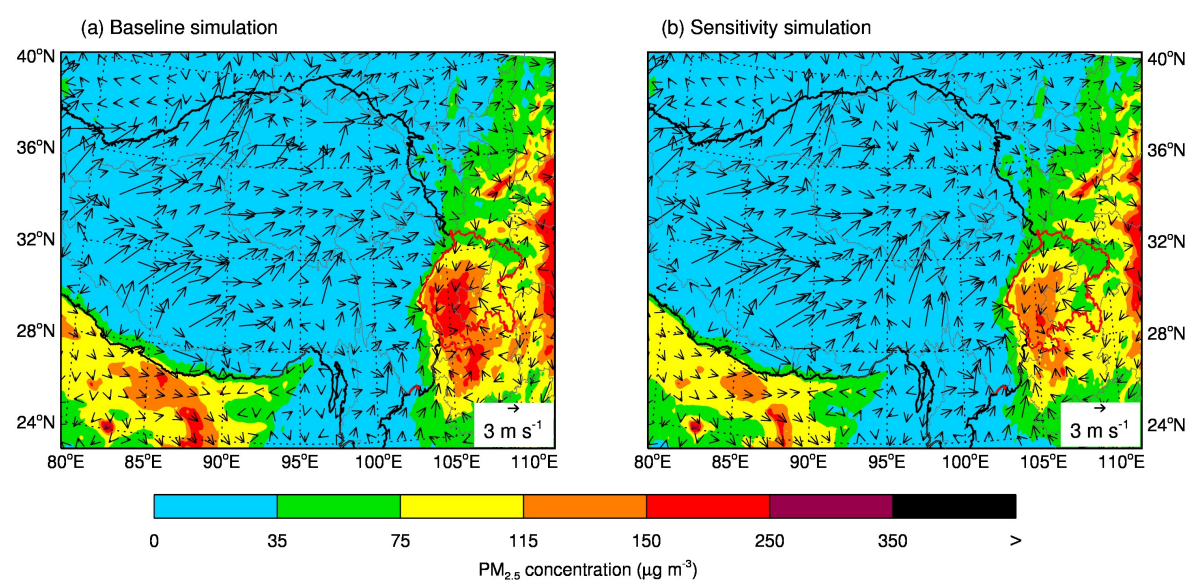 (a) Baseline simulation
(b) Sensitivity simulation
40°N
36°N
32°N
28°N
24°N
40°N
36°N
32°N
28°N
24°N
3 m s⁻¹
3 m s⁻¹
80°E 85°E 90°E 95°E 100°E 105°E 110°E
80°E 85°E 90°E 95°E 100°E 105°E 110°E
0 35 75 115 150 250 350 >
PM₂.₅ concentration (μg m⁻³)